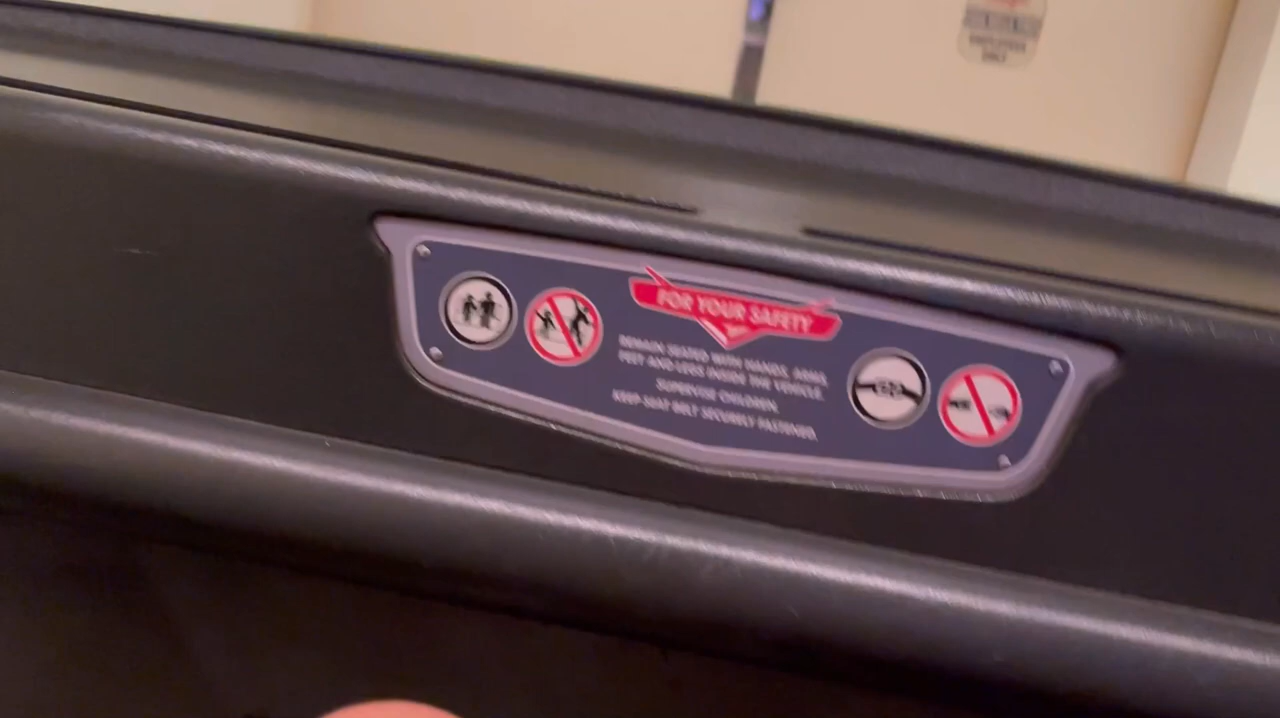 FOR YOUR SAFETY
REMAIN SEATED WITH HANDS, ARMS,
FEET AND LEGS INSIDE THE VEHICLE.
SUPERVISE CHILDREN.
KEEP SEAT BELT SECURELY FASTENED.